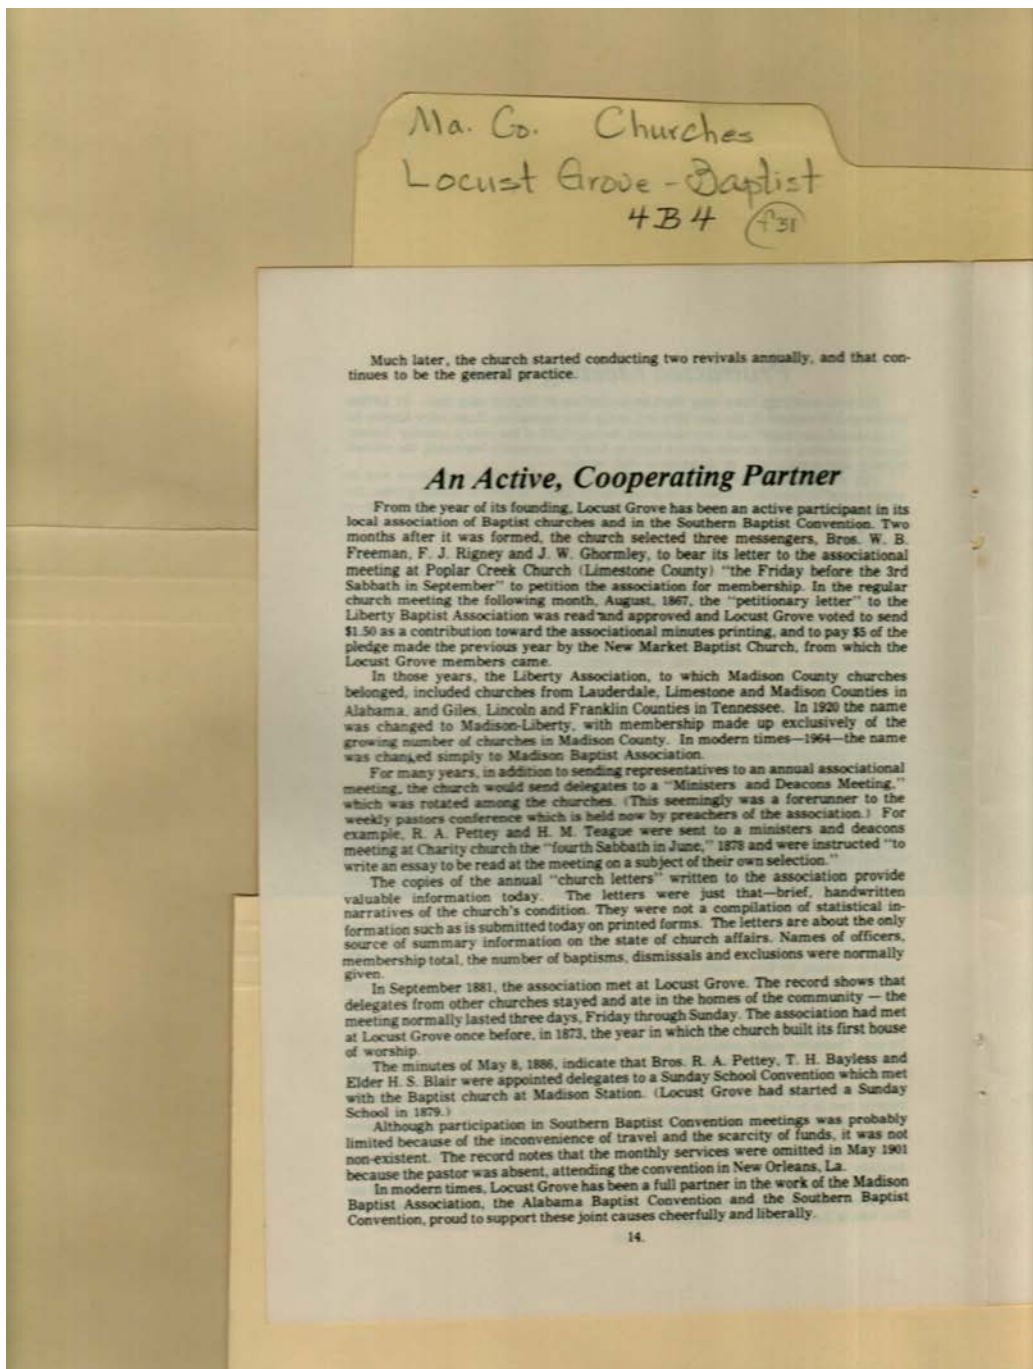 Ma. Co. Churches
Locust Grove - Baptist
4B4 f31
Much later, the church started conducting two revivals annually, and that con-
tinues to be the general practice.
An Active, Cooperating Partner
From the year of its founding, Locust Grove has been an active participant in its
local association of Baptist churches and in the Southern Baptist Convention. Two
months after it was formed, the church selected three messengers, Bros. W. B.
Freeman, F. J. Rigney and J. W. Ghormley, to bear its letter to the associational
meeting at Poplar Creek Church (Limestone County) "the Friday before the 3rd
Sabbath in September" to petition the association for membership. In the regular
church meeting the following month, August, 1867, the "petitionary letter" to the
Liberty Baptist Association was read and approved and Locust Grove voted to send
$1.50 as a contribution toward the associational minutes printing, and to pay $5 of the
pledge made the previous year by the New Market Baptist Church, from which the
Locust Grove members came.
In those years, the Liberty Association, to which Madison County churches
belonged, included churches from Lauderdale, Limestone and Madison Counties in
Alabama, and Giles, Lincoln and Franklin Counties in Tennessee. In 1920 the name
was changed to Madison-Liberty, with membership made up exclusively of the
growing number of churches in Madison County. In modern times—1964—the name
was changed simply to Madison Baptist Association.
For many years, in addition to sending representatives to an annual associational
meeting, the church would send delegates to a "Ministers and Deacons Meeting,"
which was rotated among the churches. (This seemingly was a forerunner to the
weekly pastors conference which is held now by preachers of the association.) For
example, R. A. Pettey and H. M. Teague were sent to a ministers and deacons
meeting at Charity church the "fourth Sabbath in June," 1878 and were instructed "to
write an essay to be read at the meeting on a subject of their own selection."
The copies of the annual "church letters" written to the association provide
valuable information today. The letters were just that—brief, handwritten
narratives of the church's condition. They were not a compilation of statistical in-
formation such as is submitted today on printed forms. The letters are about the only
source of summary information on the state of church affairs. Names of officers,
membership total, the number of baptisms, dismissals and exclusions were normally
given.
In September 1881, the association met at Locust Grove. The record shows that
delegates from other churches stayed and ate in the homes of the community — the
meeting normally lasted three days, Friday through Sunday. The association had met
at Locust Grove once before, in 1873, the year in which the church built its first house
of worship.
The minutes of May 8, 1886, indicate that Bros. R. A. Pettey, T. H. Bayless and
Elder H. S. Blair were appointed delegates to a Sunday School Convention which met
with the Baptist church at Madison Station. (Locust Grove had started a Sunday
School in 1879.)
Although participation in Southern Baptist Convention meetings was probably
limited because of the inconvenience of travel and the scarcity of funds, it was not
non-existent. The record notes that the monthly services were omitted in May 1901
because the pastor was absent, attending the convention in New Orleans, La.
In modern times, Locust Grove has been a full partner in the work of the Madison
Baptist Association, the Alabama Baptist Convention and the Southern Baptist
Convention, proud to support these joint causes cheerfully and liberally.
14.